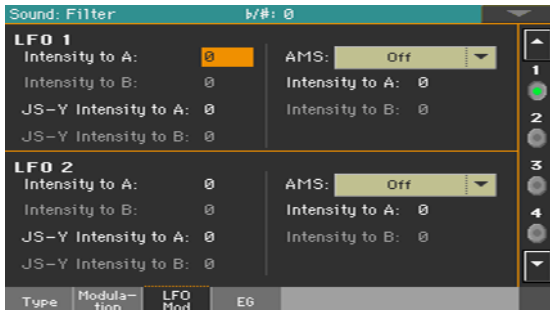 Sound: Filter ♭/#: 0
LFO 1
Intensity to A: 0 AMS: Off
Intensity to B: 0 Intensity to A: 0
JS-Y Intensity to A: 0 Intensity to B: 0
JS-Y Intensity to B: 0
LFO 2
Intensity to A: 0 AMS: Off
Intensity to B: 0 Intensity to A: 0
JS-Y Intensity to A: 0 Intensity to B: 0
JS-Y Intensity to B: 0
1
2
3
4
Type
Modula-
tion
LFO
Mod
EG